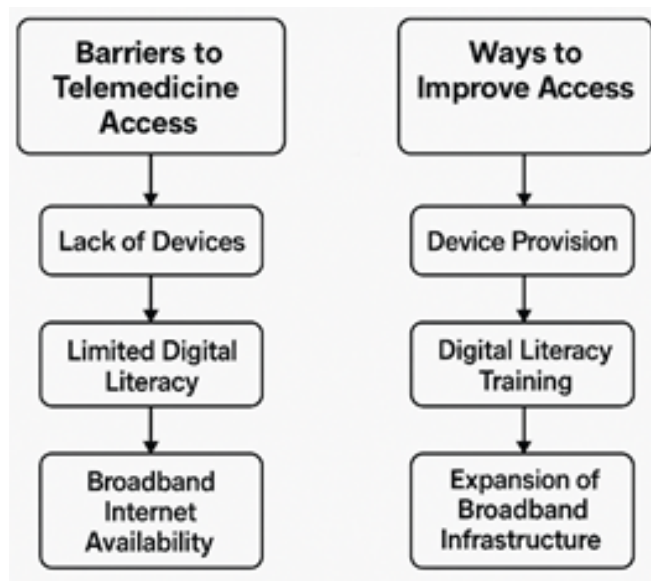 Barriers to
Telemedicine
Access
Lack of Devices
Limited Digital
Literacy
Broadband
Internet
Availability
Ways to
Improve Access
Device Provision
Digital Literacy
Training
Expansion of
Broadband
Infrastructure